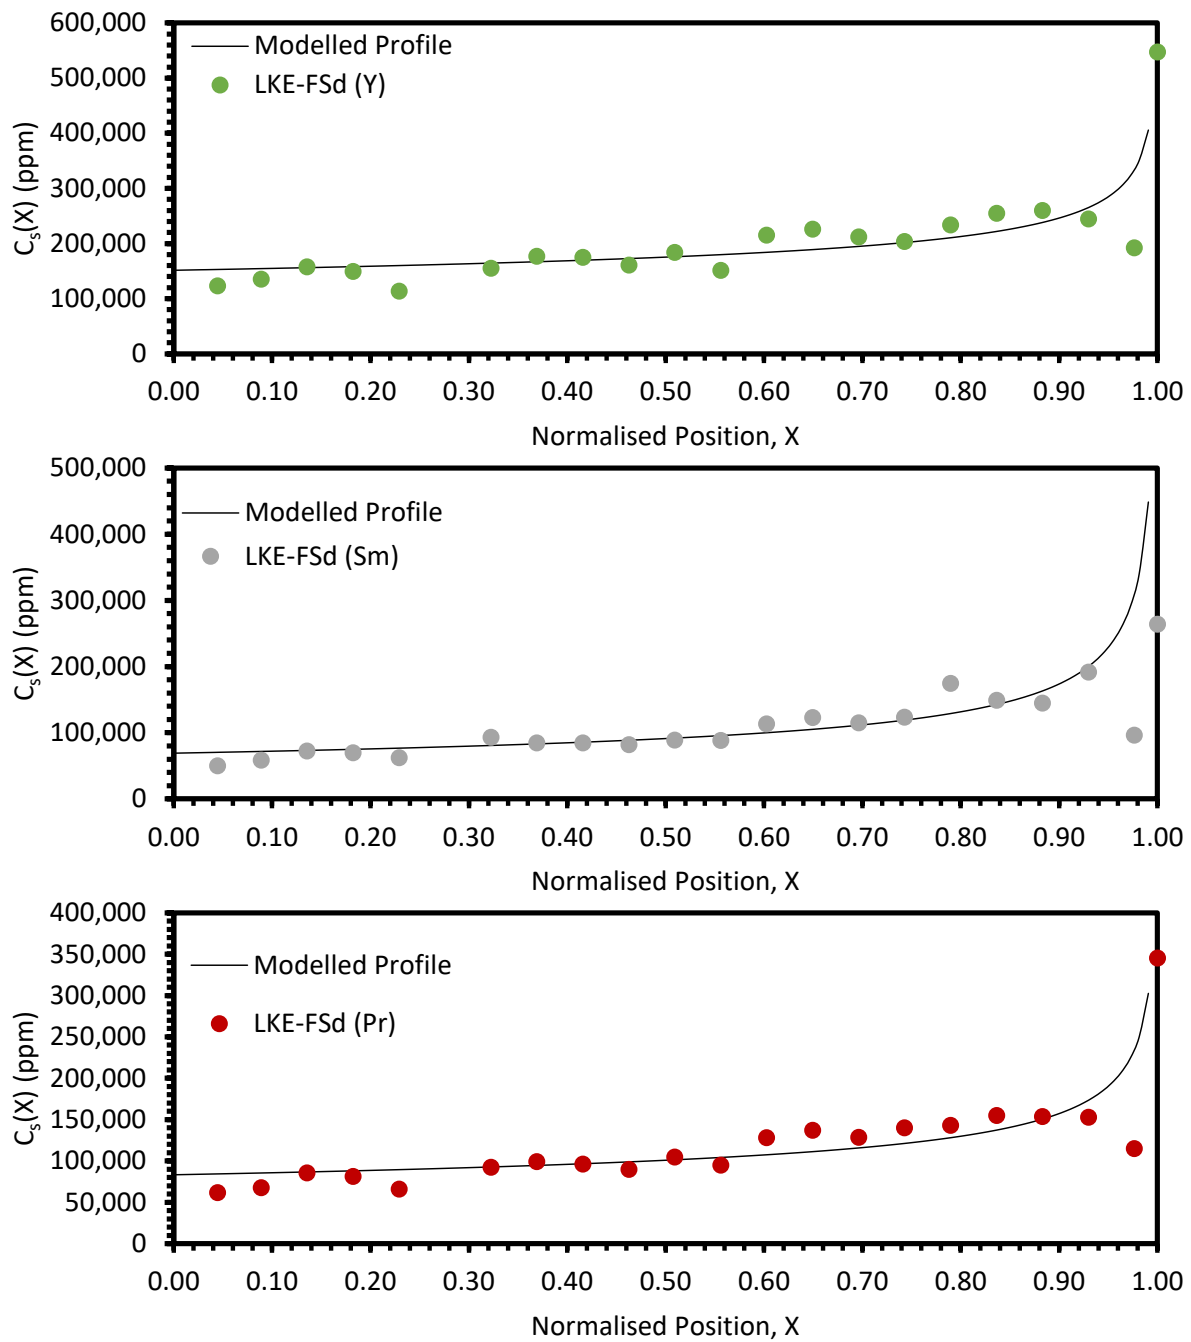 600,000
500,000
400,000
300,000
200,000
100,000
0
C_s(X) (ppm)
Modelled Profile
LKE-FSd (Y)
0.00 0.10 0.20 0.30 0.40 0.50 0.60 0.70 0.80 0.90 1.00
Normalised Position, X
500,000
400,000
300,000
200,000
100,000
0
C_s(X) (ppm)
Modelled Profile
LKE-FSd (Sm)
0.00 0.10 0.20 0.30 0.40 0.50 0.60 0.70 0.80 0.90 1.00
Normalised Position, X
400,000
350,000
300,000
250,000
200,000
150,000
100,000
50,000
0
C_s(X) (ppm)
Modelled Profile
LKE-FSd (Pr)
0.00 0.10 0.20 0.30 0.40 0.50 0.60 0.70 0.80 0.90 1.00
Normalised Position, X